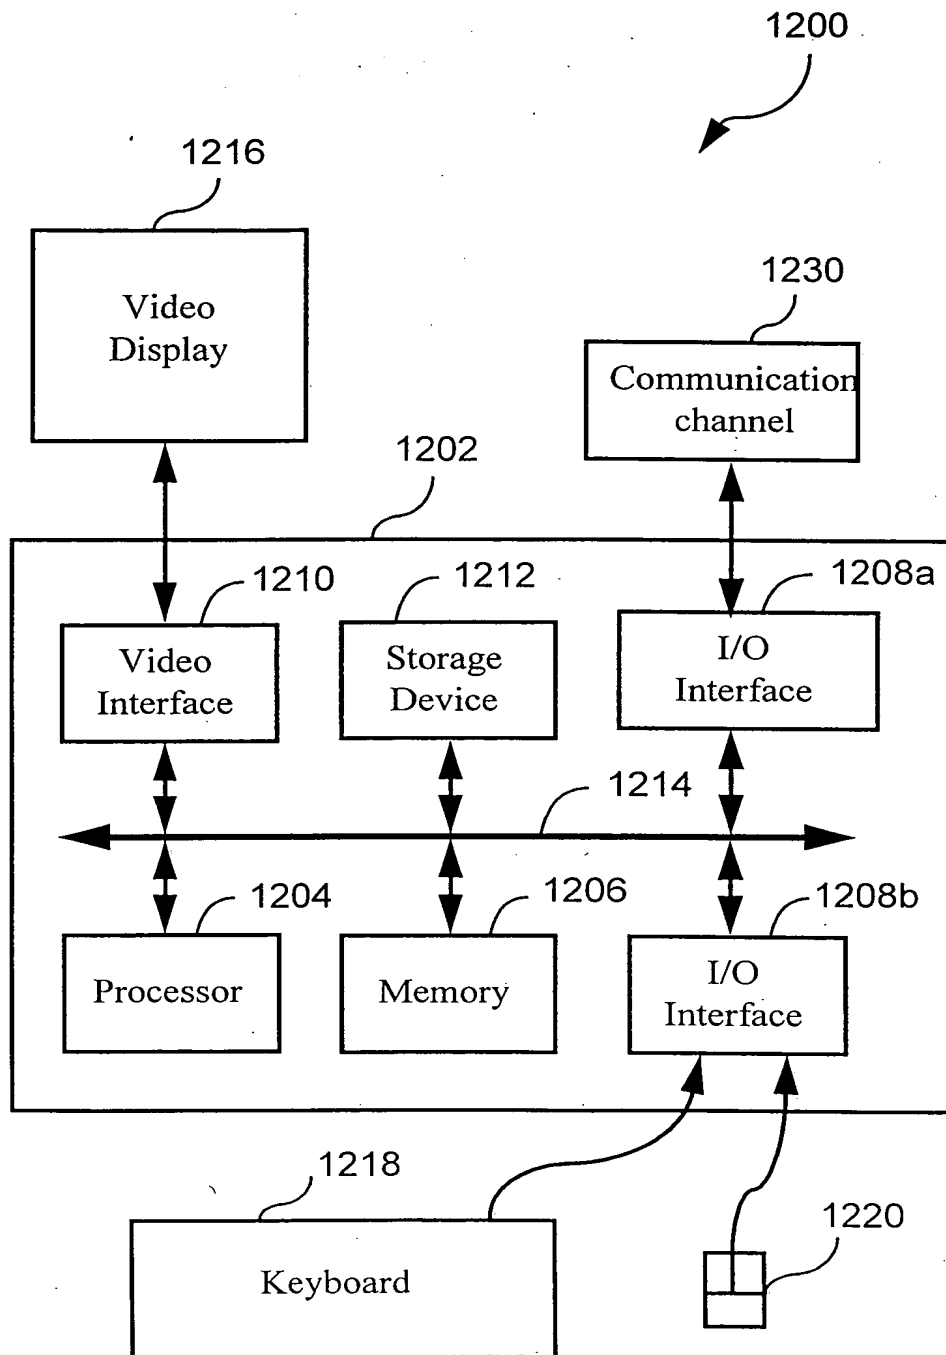 1200
1216
Video
Display
1230
Communication
channel
1202
1210
Video
Interface
1212
Storage
Device
1208a
I/O
Interface
1214
1204
Processor
1206
Memory
1208b
I/O
Interface
1218
Keyboard
1220